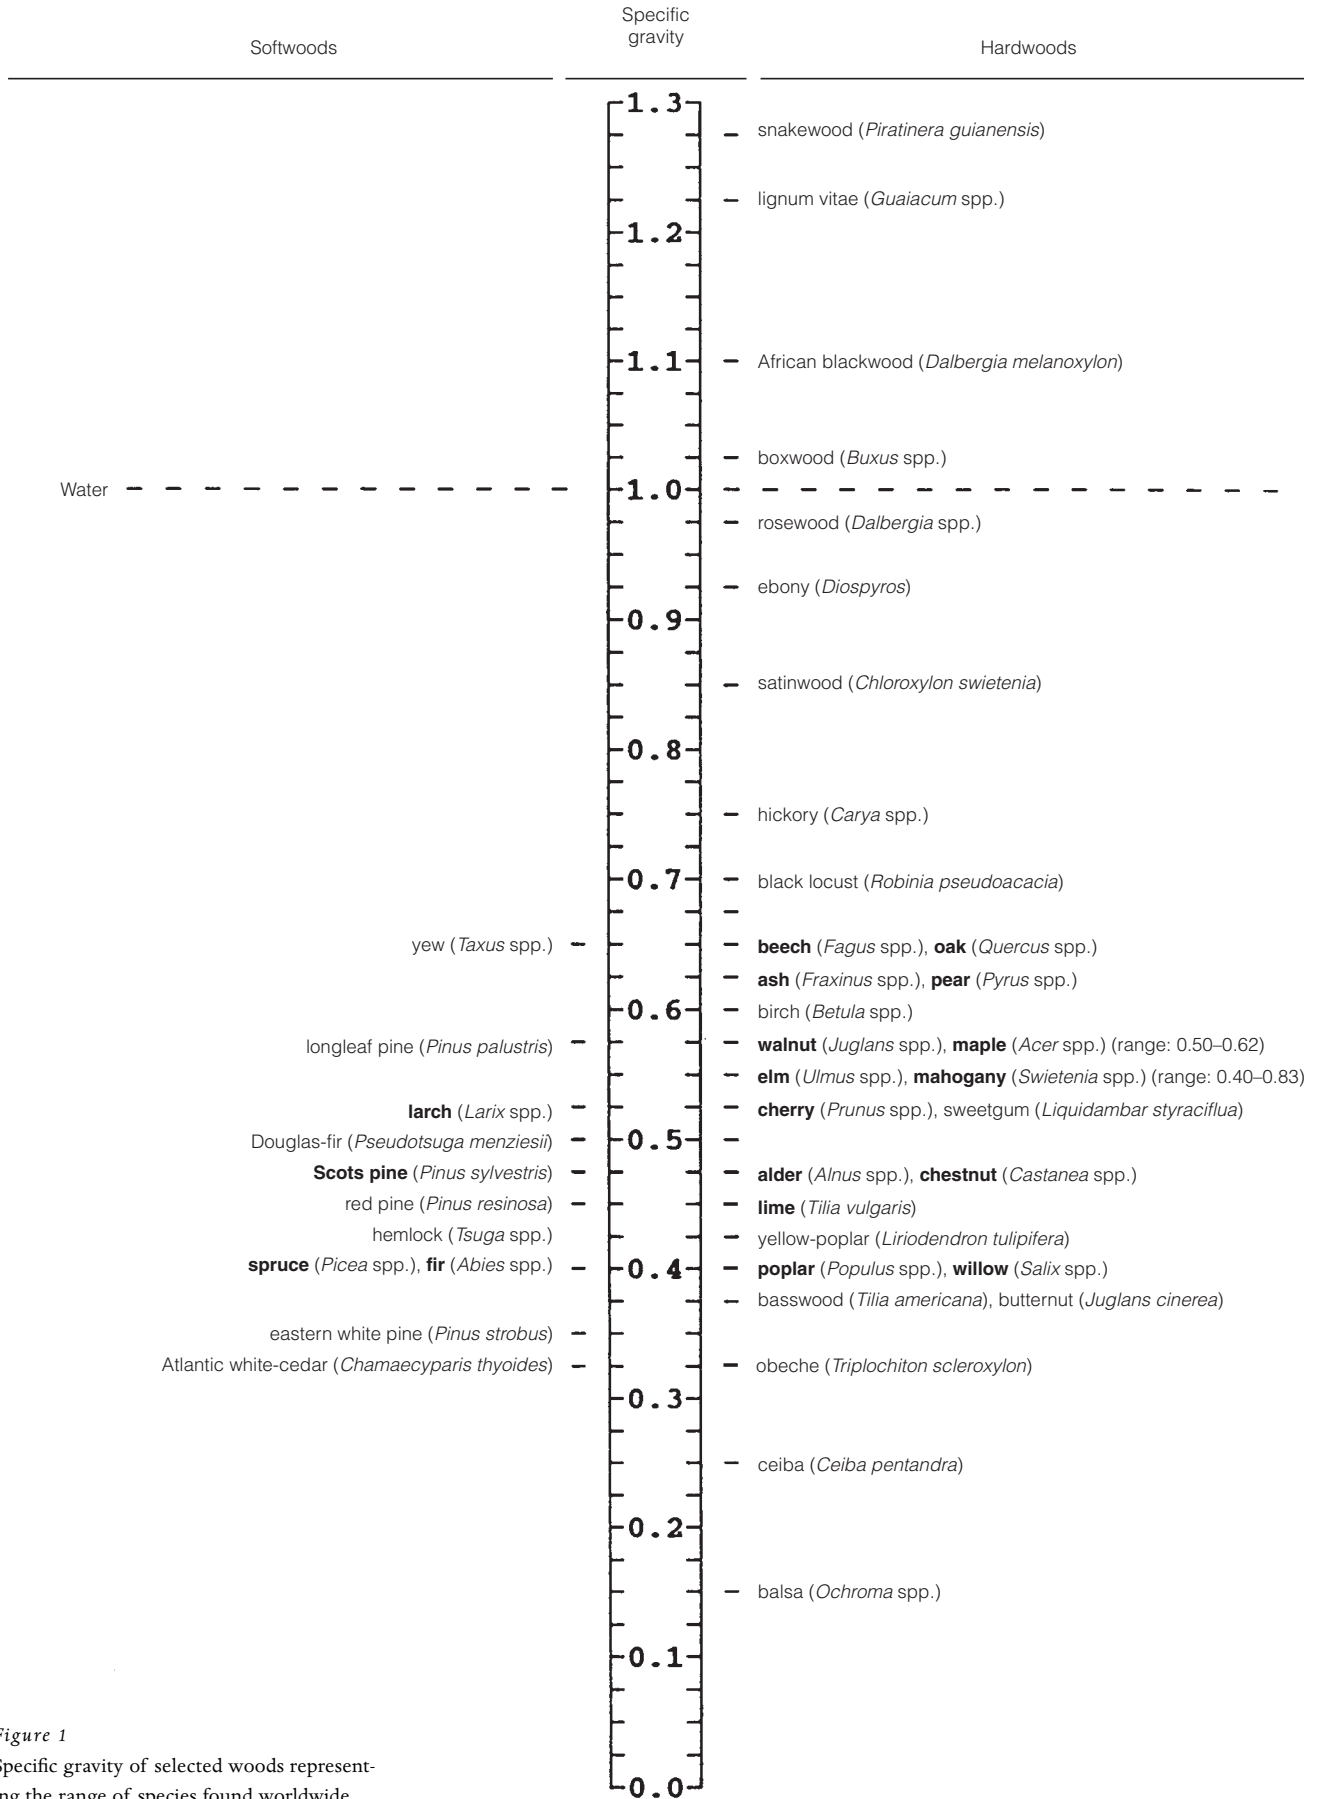 Softwoods
Specific
gravity
Hardwoods
1.3
snakewood (Piratinera guianensis)
lignum vitae (Guaiacum spp.)
1.2
1.1
African blackwood (Dalbergia melanoxylon)
boxwood (Buxus spp.)
Water
1.0
rosewood (Dalbergia spp.)
ebony (Diospyros)
0.9
satinwood (Chloroxylon swietenia)
0.8
hickory (Carya spp.)
0.7
black locust (Robinia pseudoacacia)
yew (Taxus spp.)
beech (Fagus spp.), oak (Quercus spp.)
ash (Fraxinus spp.), pear (Pyrus spp.)
0.6
birch (Betula spp.)
longleaf pine (Pinus palustris)
walnut (Juglans spp.), maple (Acer spp.) (range: 0.50–0.62)
elm (Ulmus spp.), mahogany (Swietenia spp.) (range: 0.40–0.83)
larch (Larix spp.)
cherry (Prunus spp.), sweetgum (Liquidambar styraciflua)
Douglas-fir (Pseudotsuga menziesii)
0.5
Scots pine (Pinus sylvestris)
alder (Alnus spp.), chestnut (Castanea spp.)
red pine (Pinus resinosa)
lime (Tilia vulgaris)
hemlock (Tsuga spp.)
yellow-poplar (Liriodendron tulipifera)
spruce (Picea spp.), fir (Abies spp.)
0.4
poplar (Populus spp.), willow (Salix spp.)
basswood (Tilia americana), butternut (Juglans cinerea)
eastern white pine (Pinus strobus)
Atlantic white-cedar (Chamaecyparis thyoides)
obeche (Triplochiton scleroxylon)
0.3
ceiba (Ceiba pentandra)
0.2
balsa (Ochroma spp.)
0.1
0.0
Figure 1
Specific gravity of selected woods represent-
ing the range of species found worldwide